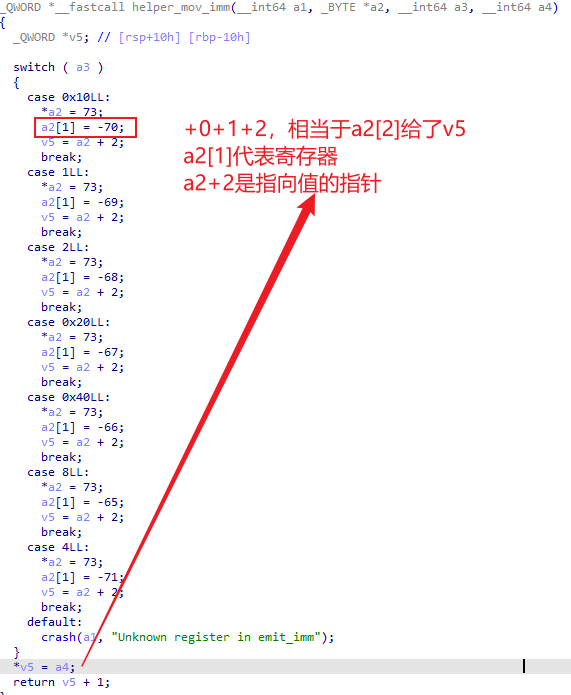 _QWORD *__fastcall helper_mov_imm(__int64 a1, _BYTE *a2, __int64 a3, __int64 a4)
{
_QWORD *v5; // [rsp+10h] [rbp-10h]
switch ( a3 )
{
case 0x10LL:
*a2 = 73;
a2[1] = -70;
v5 = a2 + 2;
break;
case 1LL:
*a2 = 73;
a2[1] = -69;
v5 = a2 + 2;
break;
case 2LL:
*a2 = 73;
a2[1] = -68;
v5 = a2 + 2;
break;
case 0x20LL:
*a2 = 73;
a2[1] = -67;
v5 = a2 + 2;
break;
case 0x40LL:
*a2 = 73;
a2[1] = -66;
v5 = a2 + 2;
break;
case 8LL:
*a2 = 73;
a2[1] = -65;
v5 = a2 + 2;
break;
case 4LL:
*a2 = 73;
a2[1] = -71;
v5 = a2 + 2;
break;
default:
crash(a1, "Unknown register in emit_imm");
}
*v5 = a4;
return v5 + 1;
+0+1+2，相当于a2[2]给了v5
a2[1]代表寄存器
a2+2是指向值的指针